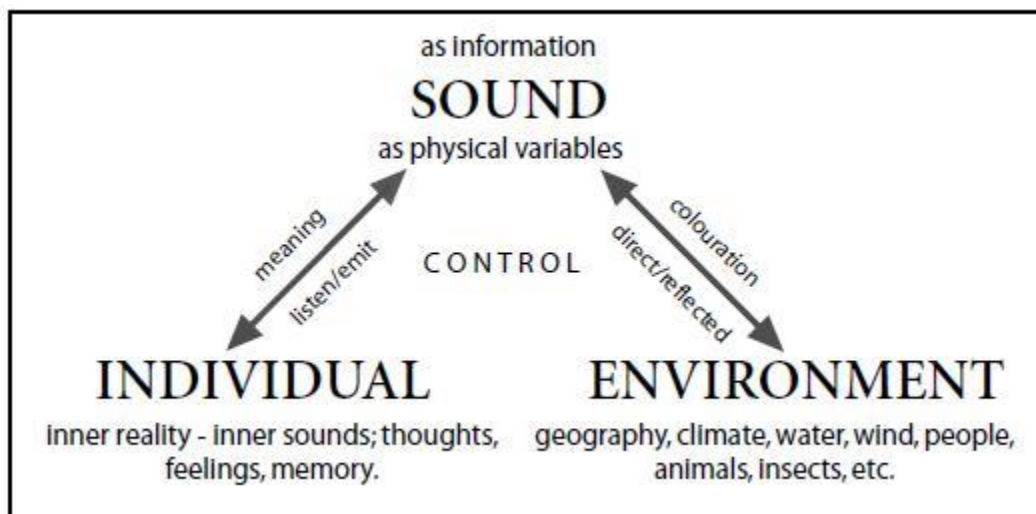 as information
SOUND
as physical variables
meaning
listen/emit
CONTROL
colouration
direct/reflected
INDIVIDUAL
inner reality - inner sounds; thoughts,
feelings, memory.
ENVIRONMENT
geography, climate, water, wind, people,
animals, insects, etc.